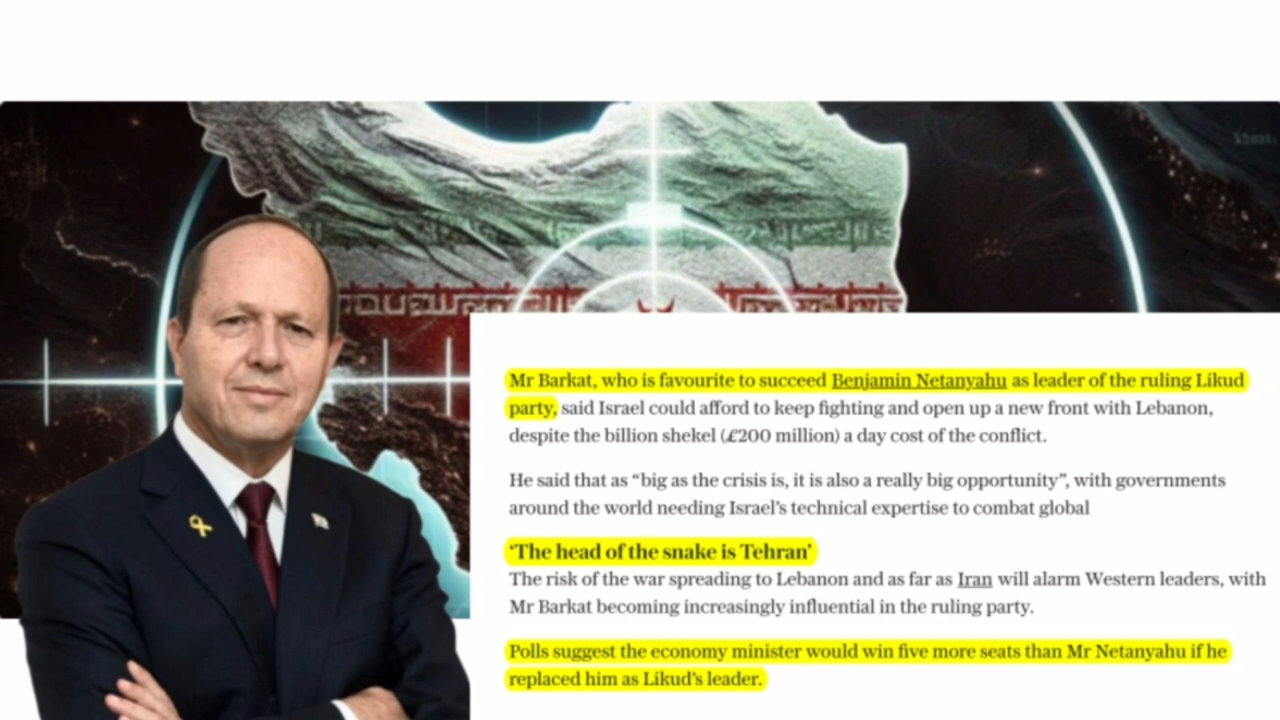 Mr Barkat, who is favourite to succeed Benjamin Netanyahu as leader of the ruling Likud
party, said Israel could afford to keep fighting and open up a new front with Lebanon,
despite the billion shekel (£200 million) a day cost of the conflict.
He said that as “big as the crisis is, it is also a really big opportunity”, with governments
around the world needing Israel’s technical expertise to combat global
‘The head of the snake is Tehran’
The risk of the war spreading to Lebanon and as far as Iran will alarm Western leaders, with
Mr Barkat becoming increasingly influential in the ruling party.
Polls suggest the economy minister would win five more seats than Mr Netanyahu if he
replaced him as Likud’s leader.